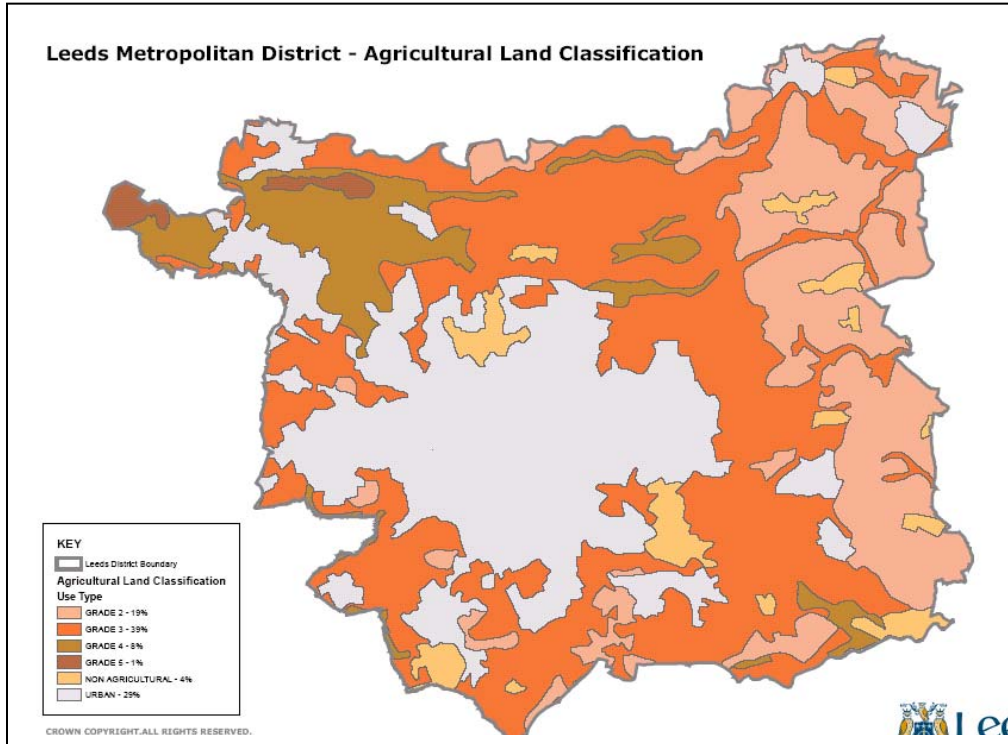 Leeds Metropolitan District - Agricultural Land Classification
KEY
Leeds District Boundary
Agricultural Land Classification
Use Type
GRADE 2 - 19%
GRADE 3 - 39%
GRADE 4 - 8%
GRADE 5 - 1%
NON AGRICULTURAL - 4%
URBAN - 29%
CROWN COPYRIGHT.ALL RIGHTS RESERVED.
Lee